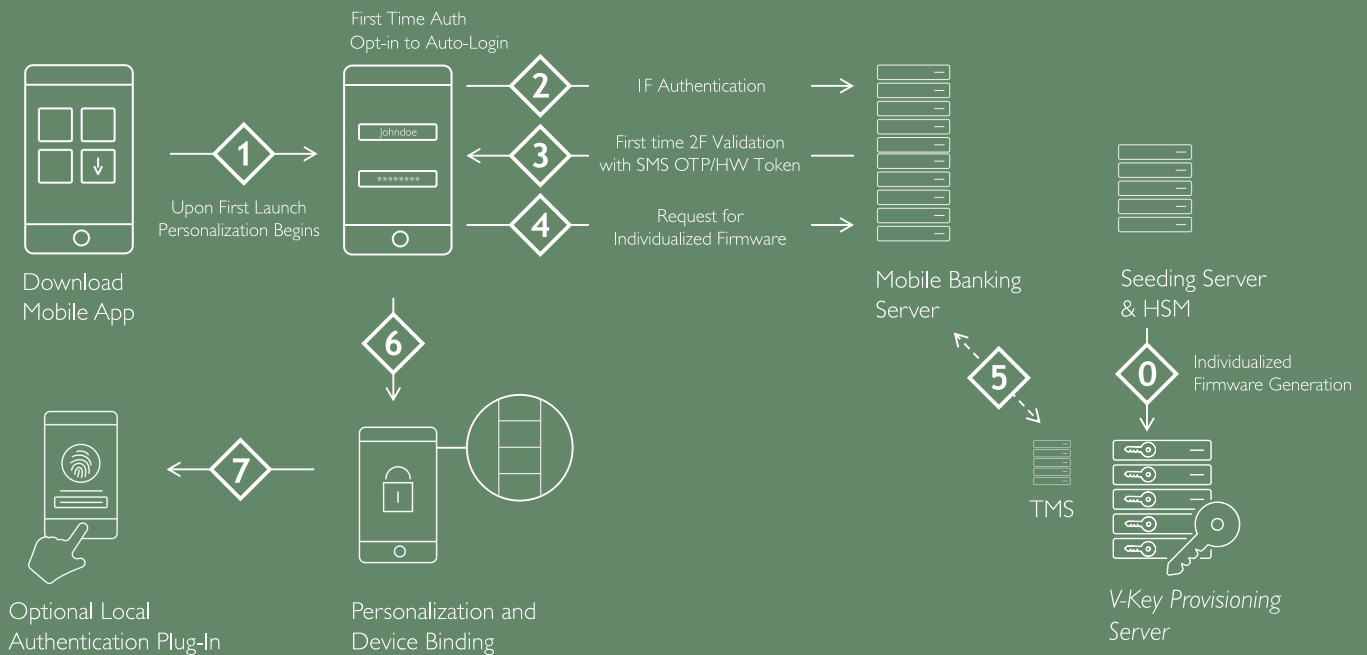 First Time Auth
Opt-in to Auto-Login
Johndoe
********
1
Upon First Launch
Personalization Begins
2
1F Authentication
3
First time 2F Validation
with SMS OTP/HW Token
4
Request for
Individualized Firmware
Download
Mobile App
Mobile Banking
Server
Seeding Server
& HSM
0
Individualized
Firmware Generation
5
TMS
6
7
Optional Local
Authentication Plug-In
Personalization and
Device Binding
V-Key Provisioning
Server